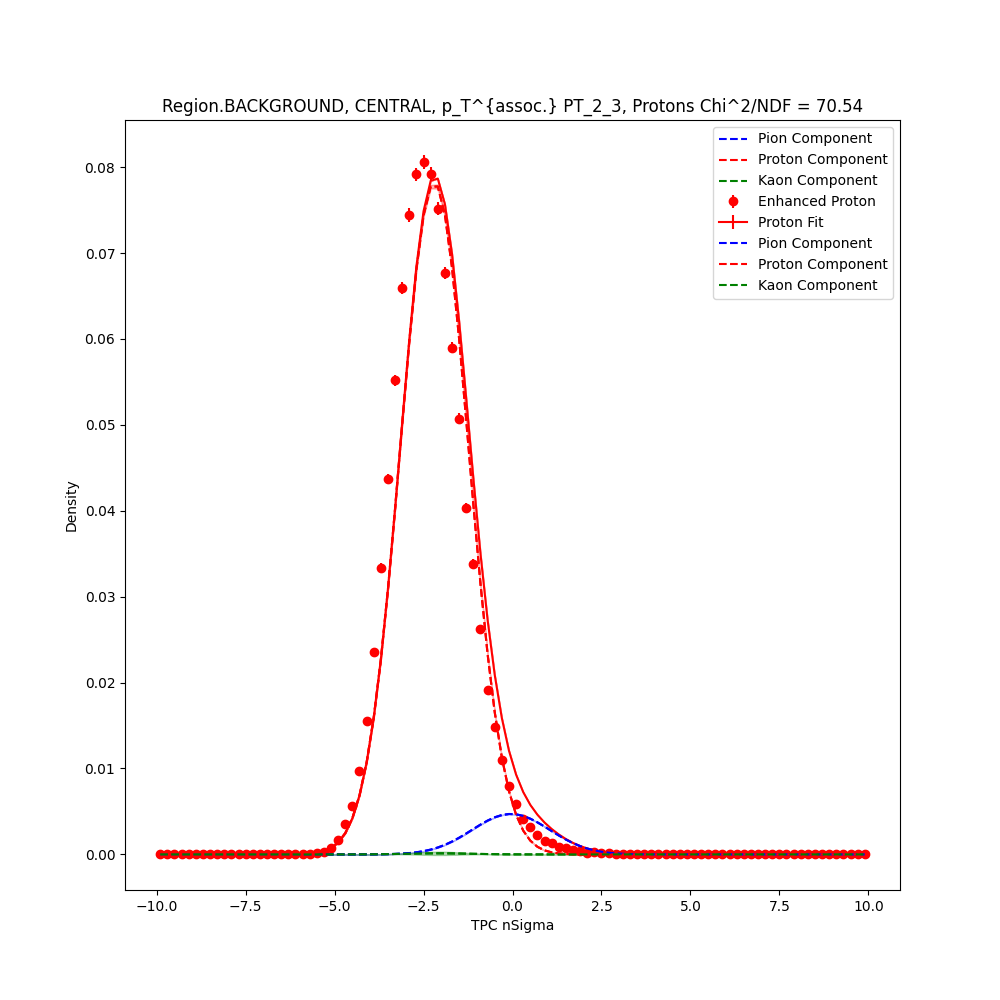 Region.BACKGROUND, CENTRAL, p_T^{assoc.} PT_2_3, Protons Chi^2/NDF = 70.54
Pion Component
Proton Component
Kaon Component
Enhanced Proton
Proton Fit
Pion Component
Proton Component
Kaon Component
0.08
0.07
0.06
0.05
0.04
0.03
0.02
0.01
0.00
Density
−10.0 −7.5 −5.0 −2.5 0.0 2.5 5.0 7.5 10.0
TPC nSigma